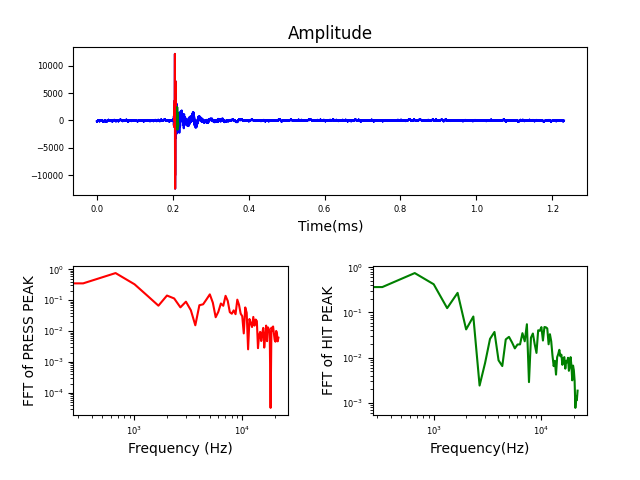 Amplitude
10000
5000
0
−5000
−10000
0.0 0.2 0.4 0.6 0.8 1.0 1.2
Time(ms)
FFT of PRESS PEAK
10⁰
10⁻¹
10⁻²
10⁻³
10⁻⁴
10³ 10⁴
Frequency (Hz)
FFT of HIT PEAK
10⁰
10⁻¹
10⁻²
10⁻³
10³ 10⁴
Frequency(Hz)